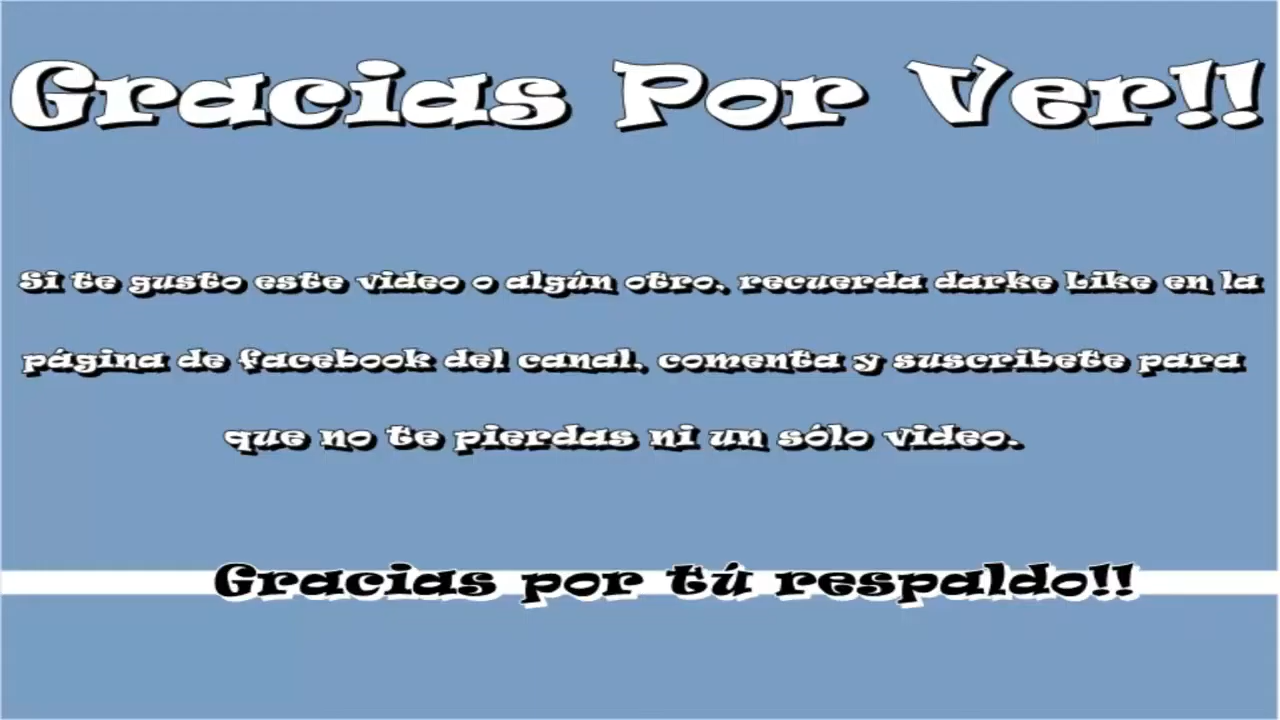 Gracias Por Ver!!
Si te gusto este video o algún otro, recuerda darke Like en la
página de facebook del canal, comenta y suscribete para
que no te pierdas ni un sólo video.
Gracias por tú respaldo!!